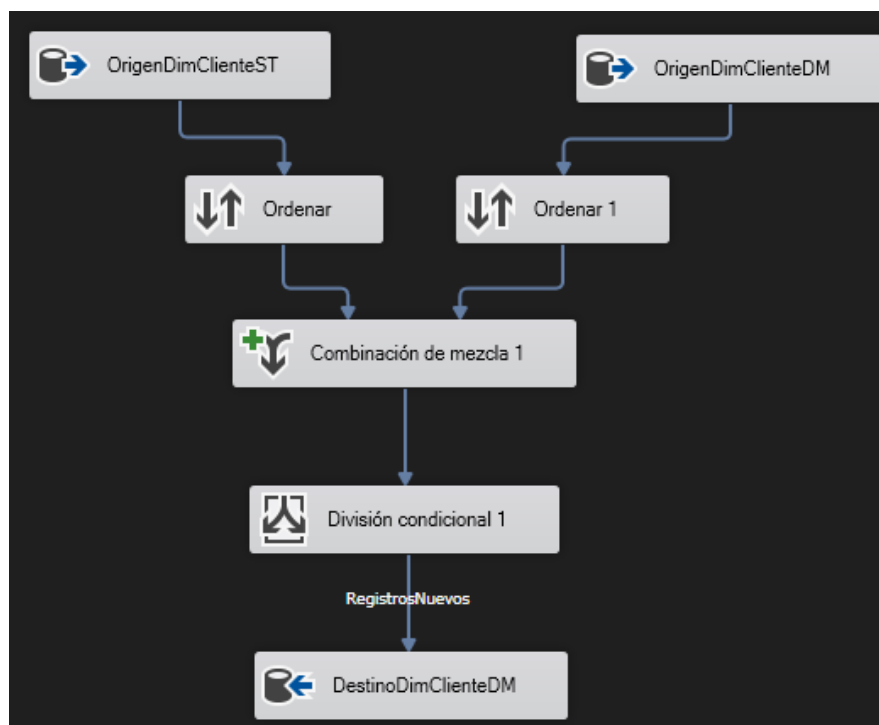 OrigenDimClienteST
OrigenDimClienteDM
Ordenar
Ordenar 1
Combinación de mezcla 1
División condicional 1
RegistrosNuevos
DestinoDimClienteDM